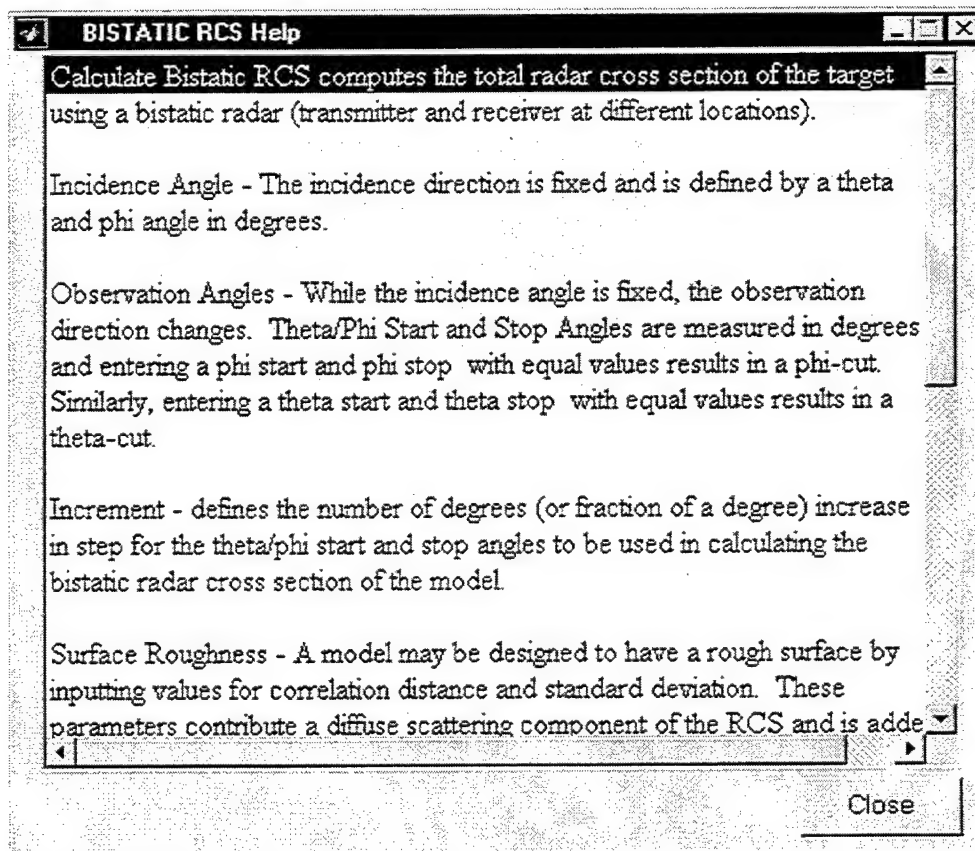 BISTATIC RCS Help
Calculate Bistatic RCS computes the total radar cross section of the target
using a bistatic radar (transmitter and receiver at different locations).
Incidence Angle - The incidence direction is fixed and is defined by a theta
and phi angle in degrees.
Observation Angles - While the incidence angle is fixed, the observation
direction changes.  Theta/Phi Start and Stop Angles are measured in degrees
and entering a phi start and phi stop  with equal values results in a phi-cut.
Similarly, entering a theta start and theta stop  with equal values results in a
theta-cut.
Increment - defines the number of degrees (or fraction of a degree) increase
in step for the theta/phi start and stop angles to be used in calculating the
bistatic radar cross section of the model.
Surface Roughness - A model may be designed to have a rough surface by
inputting values for correlation distance and standard deviation.  These
parameters contribute a diffuse scattering component of the RCS and is adde
Close